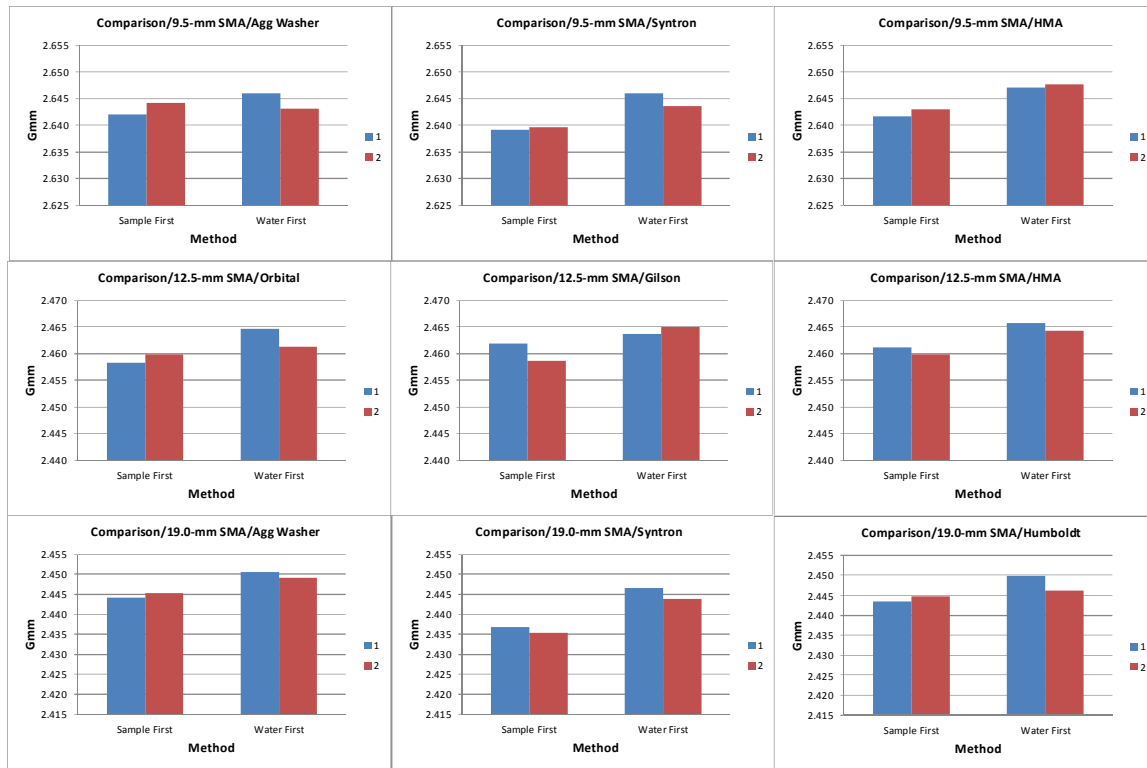 Comparison/9.5-mm SMA/Agg Washer
2.655
2.650
2.645
2.640
2.635
2.630
2.625
Gmm
Sample First
Water First
Method
1
2
Comparison/9.5-mm SMA/Syntron
2.655
2.650
2.645
2.640
2.635
2.630
2.625
Gmm
Sample First
Water First
Method
1
2
Comparison/9.5-mm SMA/HMA
2.655
2.650
2.645
2.640
2.635
2.630
2.625
Gmm
Sample First
Water First
Method
1
2
Comparison/12.5-mm SMA/Orbital
2.470
2.465
2.460
2.455
2.450
2.445
2.440
Gmm
Sample First
Water First
Method
1
2
Comparison/12.5-mm SMA/Gilson
2.470
2.465
2.460
2.455
2.450
2.445
2.440
Gmm
Sample First
Water First
Method
1
2
Comparison/12.5-mm SMA/HMA
2.470
2.465
2.460
2.455
2.450
2.445
2.440
Gmm
Sample First
Water First
Method
1
2
Comparison/19.0-mm SMA/Agg Washer
2.455
2.450
2.445
2.440
2.435
2.430
2.425
2.420
2.415
Gmm
Sample First
Water First
Method
1
2
Comparison/19.0-mm SMA/Syntron
2.455
2.450
2.445
2.440
2.435
2.430
2.425
2.420
2.415
Gmm
Sample First
Water First
Method
1
2
Comparison/19.0-mm SMA/Humboldt
2.455
2.450
2.445
2.440
2.435
2.430
2.425
2.420
2.415
Gmm
Sample First
Water First
Method
1
2